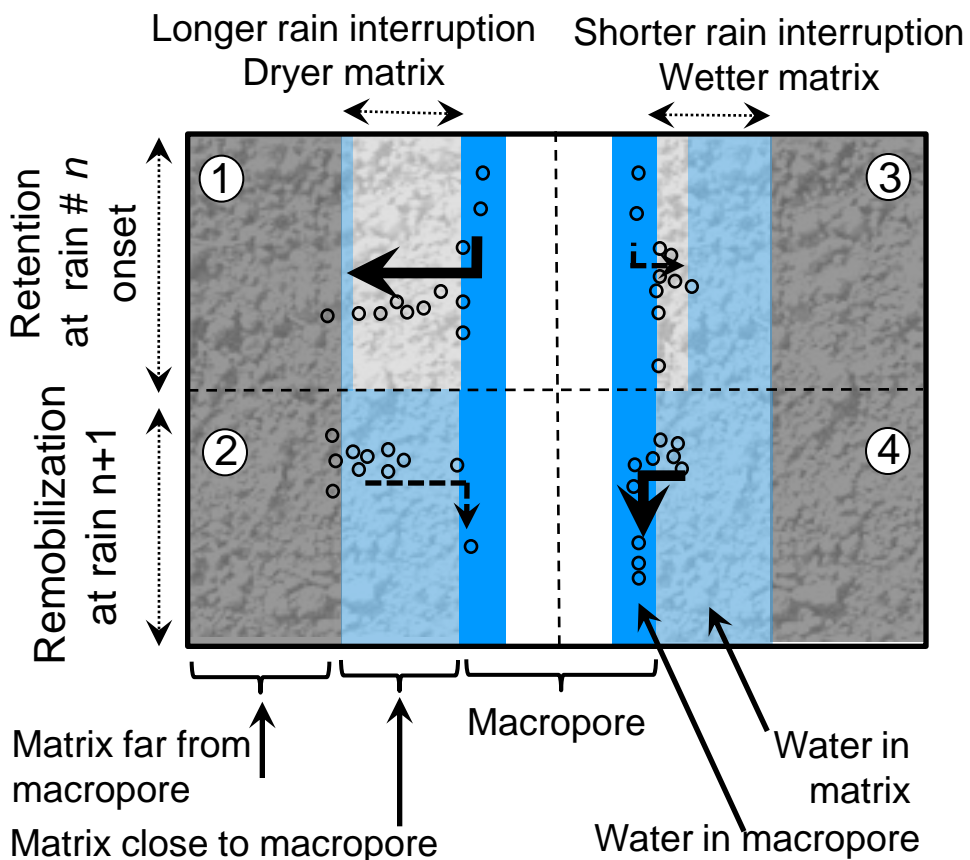 Longer rain interruption
Dryer matrix
Shorter rain interruption
Wetter matrix
Retention
at rain # n
onset
1
3
Remobilization
at rain n+1
2
4
Macropore
Matrix far from
macropore
Matrix close to macropore
Water in
matrix
Water in macropore